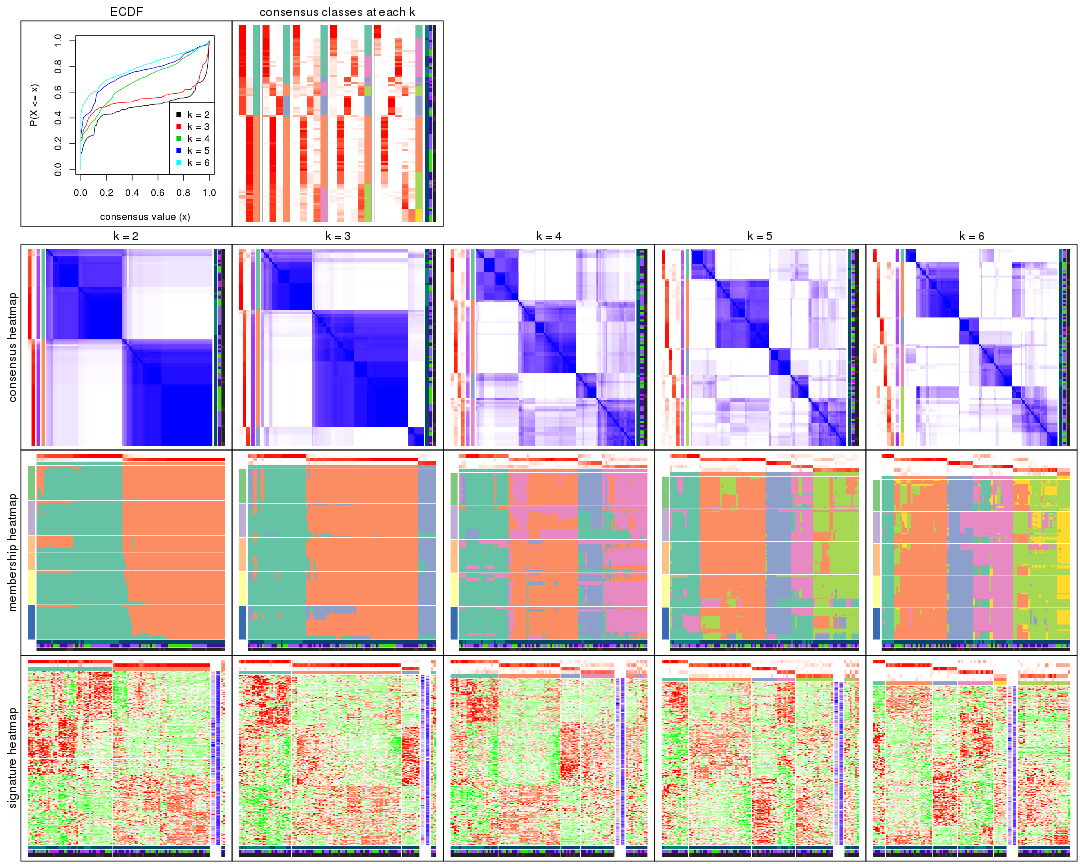 ECDF
consensus classes at each k
P(X <= x)
0.0 0.2 0.4 0.6 0.8 1.0
k = 2
k = 3
k = 4
k = 5
k = 6
0.0 0.2 0.4 0.6 0.8 1.0
consensus value (x)
k = 2 k = 3 k = 4 k = 5 k = 6
consensus heatmap
membership heatmap
signature heatmap